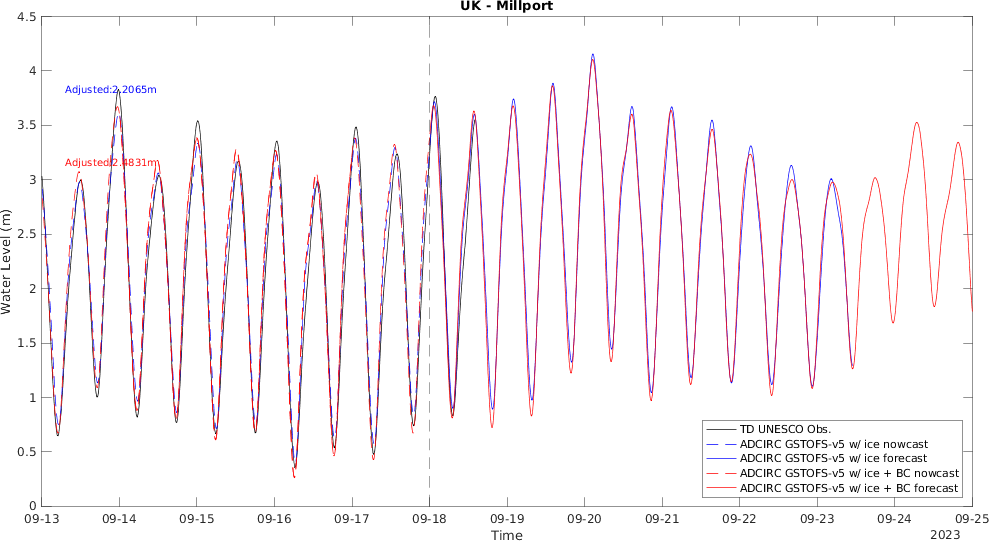 UK - Millport
4.5
4
3.5
3
2.5
2
1.5
1
0.5
0
Water Level (m)
Adjusted:2.2065m
Adjusted:2.4831m
TD UNESCO Obs.
ADCIRC GSTOFS-v5 w/ ice nowcast
ADCIRC GSTOFS-v5 w/ ice forecast
ADCIRC GSTOFS-v5 w/ ice + BC nowcast
ADCIRC GSTOFS-v5 w/ ice + BC forecast
09-13 09-14 09-15 09-16 09-17 09-18 09-19 09-20 09-21 09-22 09-23 09-24 09-25
Time
2023